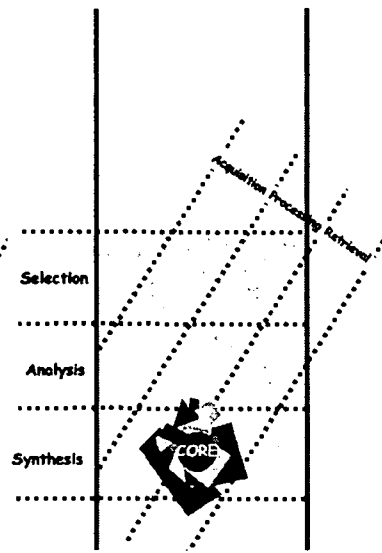 Acquisition Processing Retrieval
Selection
Analysis
Synthesis
CORE